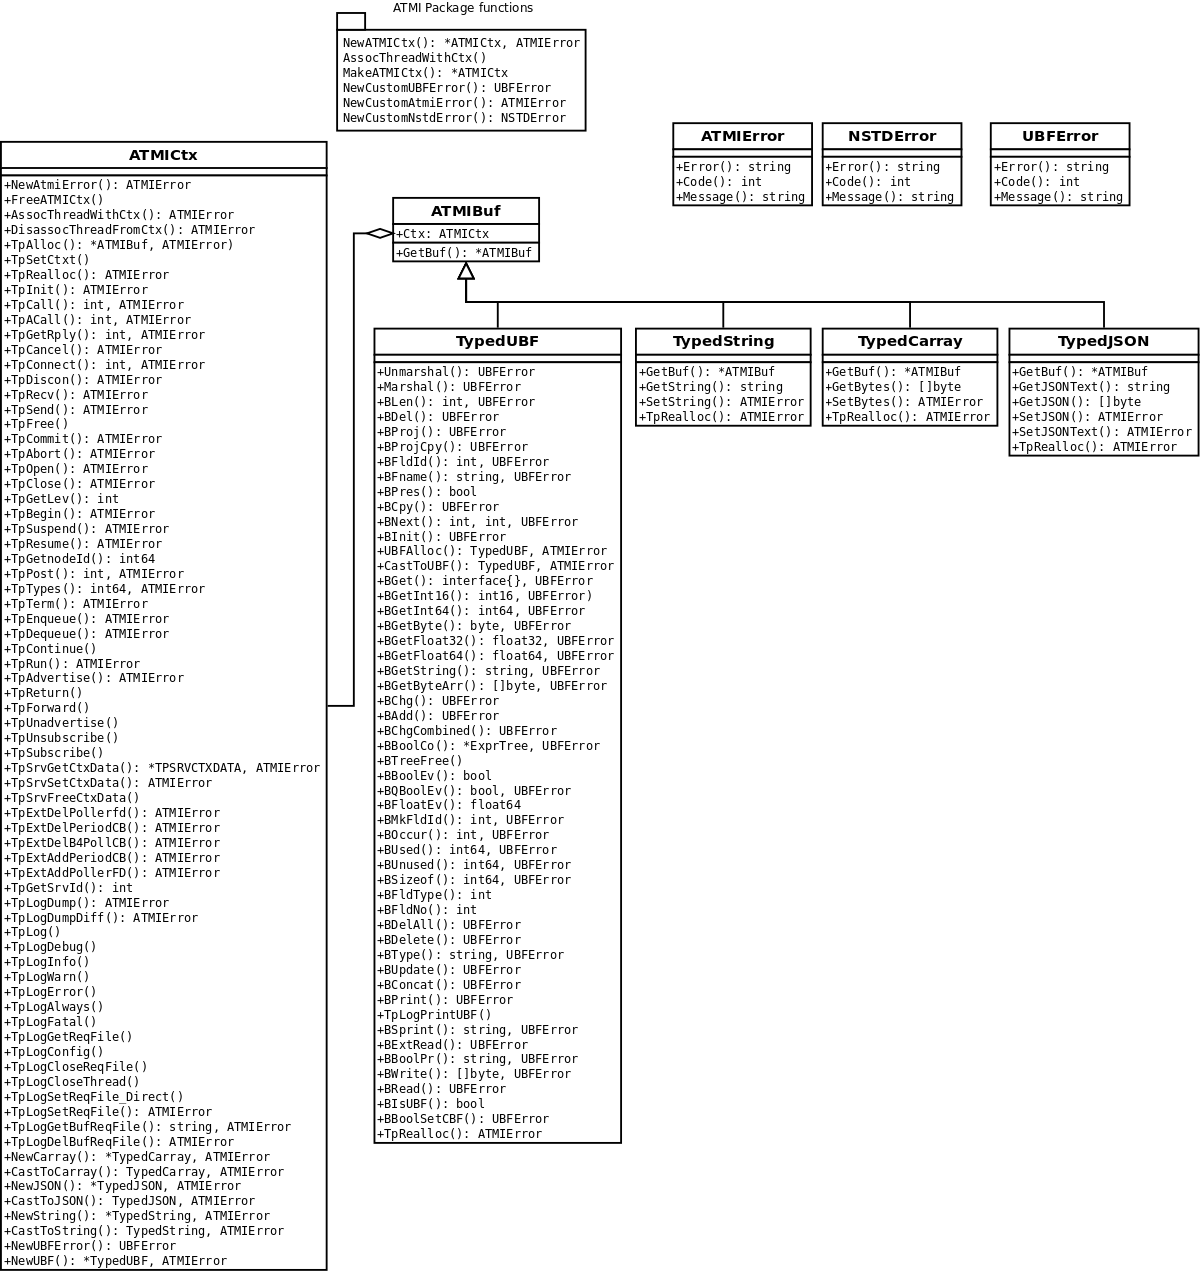 ATMI Package functions
NewATMICtx(): *ATMICtx, ATMIError
AssocThreadWithCtx()
MakeATMICtx(): *ATMICtx
NewCustomUBFError(): UBFError
NewCustomAtmiError(): ATMIError
NewCustomNstdError(): NSTDError
ATMICtx
+NewAtmiError(): ATMIError
+FreeATMICtx()
+AssocThreadWithCtx(): ATMIError
+DisassocThreadFromCtx(): ATMIError
+TpAlloc(): *ATMIBuf, ATMIError)
+TpSetCtxt()
+TpRealloc(): ATMIError
+TpInit(): ATMIError
+TpCall(): int, ATMIError
+TpACall(): int, ATMIError
+TpGetRply(): int, ATMIError
+TpCancel(): ATMIError
+TpConnect(): int, ATMIError
+TpDiscon(): ATMIError
+TpRecv(): ATMIError
+TpSend(): ATMIError
+TpFree()
+TpCommit(): ATMIError
+TpAbort(): ATMIError
+TpOpen(): ATMIError
+TpClose(): ATMIError
+TpGetLev(): int
+TpBegin(): ATMIError
+TpSuspend(): ATMIError
+TpResume(): ATMIError
+TpGetnodeId(): int64
+TpPost(): int, ATMIError
+TpTypes(): int64, ATMIError
+TpTerm(): ATMIError
+TpEnqueue(): ATMIError
+TpDequeue(): ATMIError
+TpContinue()
+TpRun(): ATMIError
+TpAdvertise(): ATMIError
+TpReturn()
+TpForward()
+TpUnadvertise()
+TpUnsubscribe()
+TpSubscribe()
+TpSrvGetCtxData(): *TPSRVCTXDATA, ATMIError
+TpSrvSetCtxData(): ATMIError
+TpSrvFreeCtxData()
+TpExtDelPollerfd(): ATMIError
+TpExtDelPeriodCB(): ATMIError
+TpExtDelB4PollCB(): ATMIError
+TpExtAddPeriodCB(): ATMIError
+TpExtAddPollerFD(): ATMIError
+TpGetSrvId(): int
+TpLogDump(): ATMIError
+TpLogDumpDiff(): ATMIError
+TpLog()
+TpLogDebug()
+TpLogInfo()
+TpLogWarn()
+TpLogError()
+TpLogAlways()
+TpLogFatal()
+TpLogGetReqFile()
+TpLogConfig()
+TpLogCloseReqFile()
+TpLogCloseThread()
+TpLogSetReqFile_Direct()
+TpLogSetReqFile(): ATMIError
+TpLogGetBufReqFile(): string, ATMIError
+TpLogDelBufReqFile(): ATMIError
+NewCarray(): *TypedCarray, ATMIError
+CastToCarray(): TypedCarray, ATMIError
+NewJSON(): *TypedJSON, ATMIError
+CastToJSON(): TypedJSON, ATMIError
+NewString(): *TypedString, ATMIError
+CastToString(): TypedString, ATMIError
+NewUBFError(): UBFError
+NewUBF(): *TypedUBF, ATMIError
ATMIBuf
+Ctx: ATMICtx
+GetBuf(): *ATMIBuf
ATMIError
+Error(): string
+Code(): int
+Message(): string
NSTDError
+Error(): string
+Code(): int
+Message(): string
UBFError
+Error(): string
+Code(): int
+Message(): string
TypedUBF
+Unmarshal(): UBFError
+Marshal(): UBFError
+BLen(): int, UBFError
+BDel(): UBFError
+BProj(): UBFError
+BProjCpy(): UBFError
+BFldId(): int, UBFError
+BFname(): string, UBFError
+BPres(): bool
+BCpy(): UBFError
+BNext(): int, int, UBFError
+BInit(): UBFError
+UBFAlloc(): TypedUBF, ATMIError
+CastToUBF(): TypedUBF, ATMIError
+BGet(): interface{}, UBFError
+BGetInt16(): int16, UBFError)
+BGetInt64(): int64, UBFError
+BGetByte(): byte, UBFError
+BGetFloat32(): float32, UBFError
+BGetFloat64(): float64, UBFError
+BGetString(): string, UBFError
+BGetByteArr(): []byte, UBFError
+BChg(): UBFError
+BAdd(): UBFError
+BChgCombined(): UBFError
+BBoolCo(): *ExprTree, UBFError
+BTreeFree()
+BBoolEv(): bool
+BQBoolEv(): bool, UBFError
+BFloatEv(): float64
+BMkFldId(): int, UBFError
+BOccur(): int, UBFError
+BUsed(): int64, UBFError
+BUnused(): int64, UBFError
+BSizeof(): int64, UBFError
+BFldType(): int
+BFldNo(): int
+BDelAll(): UBFError
+BDelete(): UBFError
+BType(): string, UBFError
+BUpdate(): UBFError
+BConcat(): UBFError
+BPrint(): UBFError
+TpLogPrintUBF()
+BSprint(): string, UBFError
+BExtRead(): UBFError
+BBoolPr(): string, UBFError
+BWrite(): []byte, UBFError
+BRead(): UBFError
+BIsUBF(): bool
+BBoolSetCBF(): UBFError
+TpRealloc(): ATMIError
TypedString
+GetBuf(): *ATMIBuf
+GetString(): string
+SetString(): ATMIError
+TpRealloc(): ATMIError
TypedCarray
+GetBuf(): *ATMIBuf
+GetBytes(): []byte
+SetBytes(): ATMIError
+TpRealloc(): ATMIError
TypedJSON
+GetBuf(): *ATMIBuf
+GetJSONText(): string
+GetJSON(): []byte
+SetJSON(): ATMIError
+SetJSONText(): ATMIError
+TpRealloc(): ATMIError